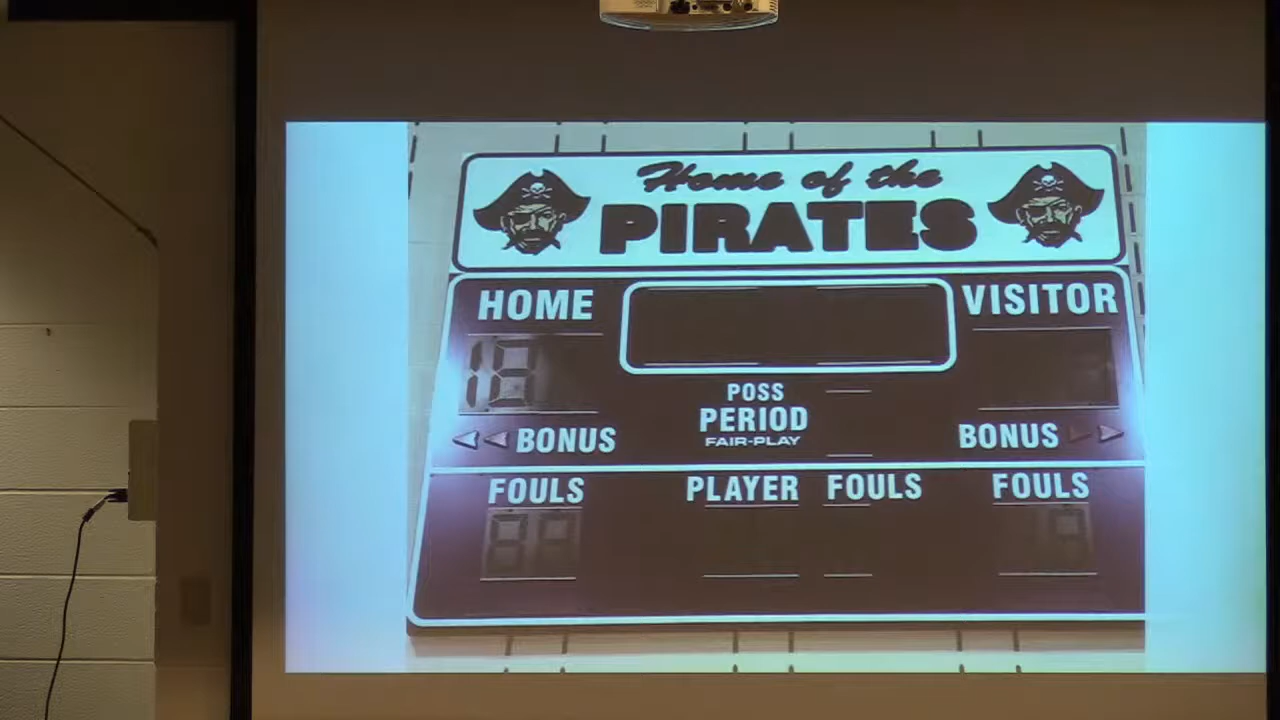 Home of the
PIRATES
HOME
VISITOR
POSS
PERIOD
FAIR-PLAY
BONUS
BONUS
FOULS
PLAYER
FOULS
FOULS